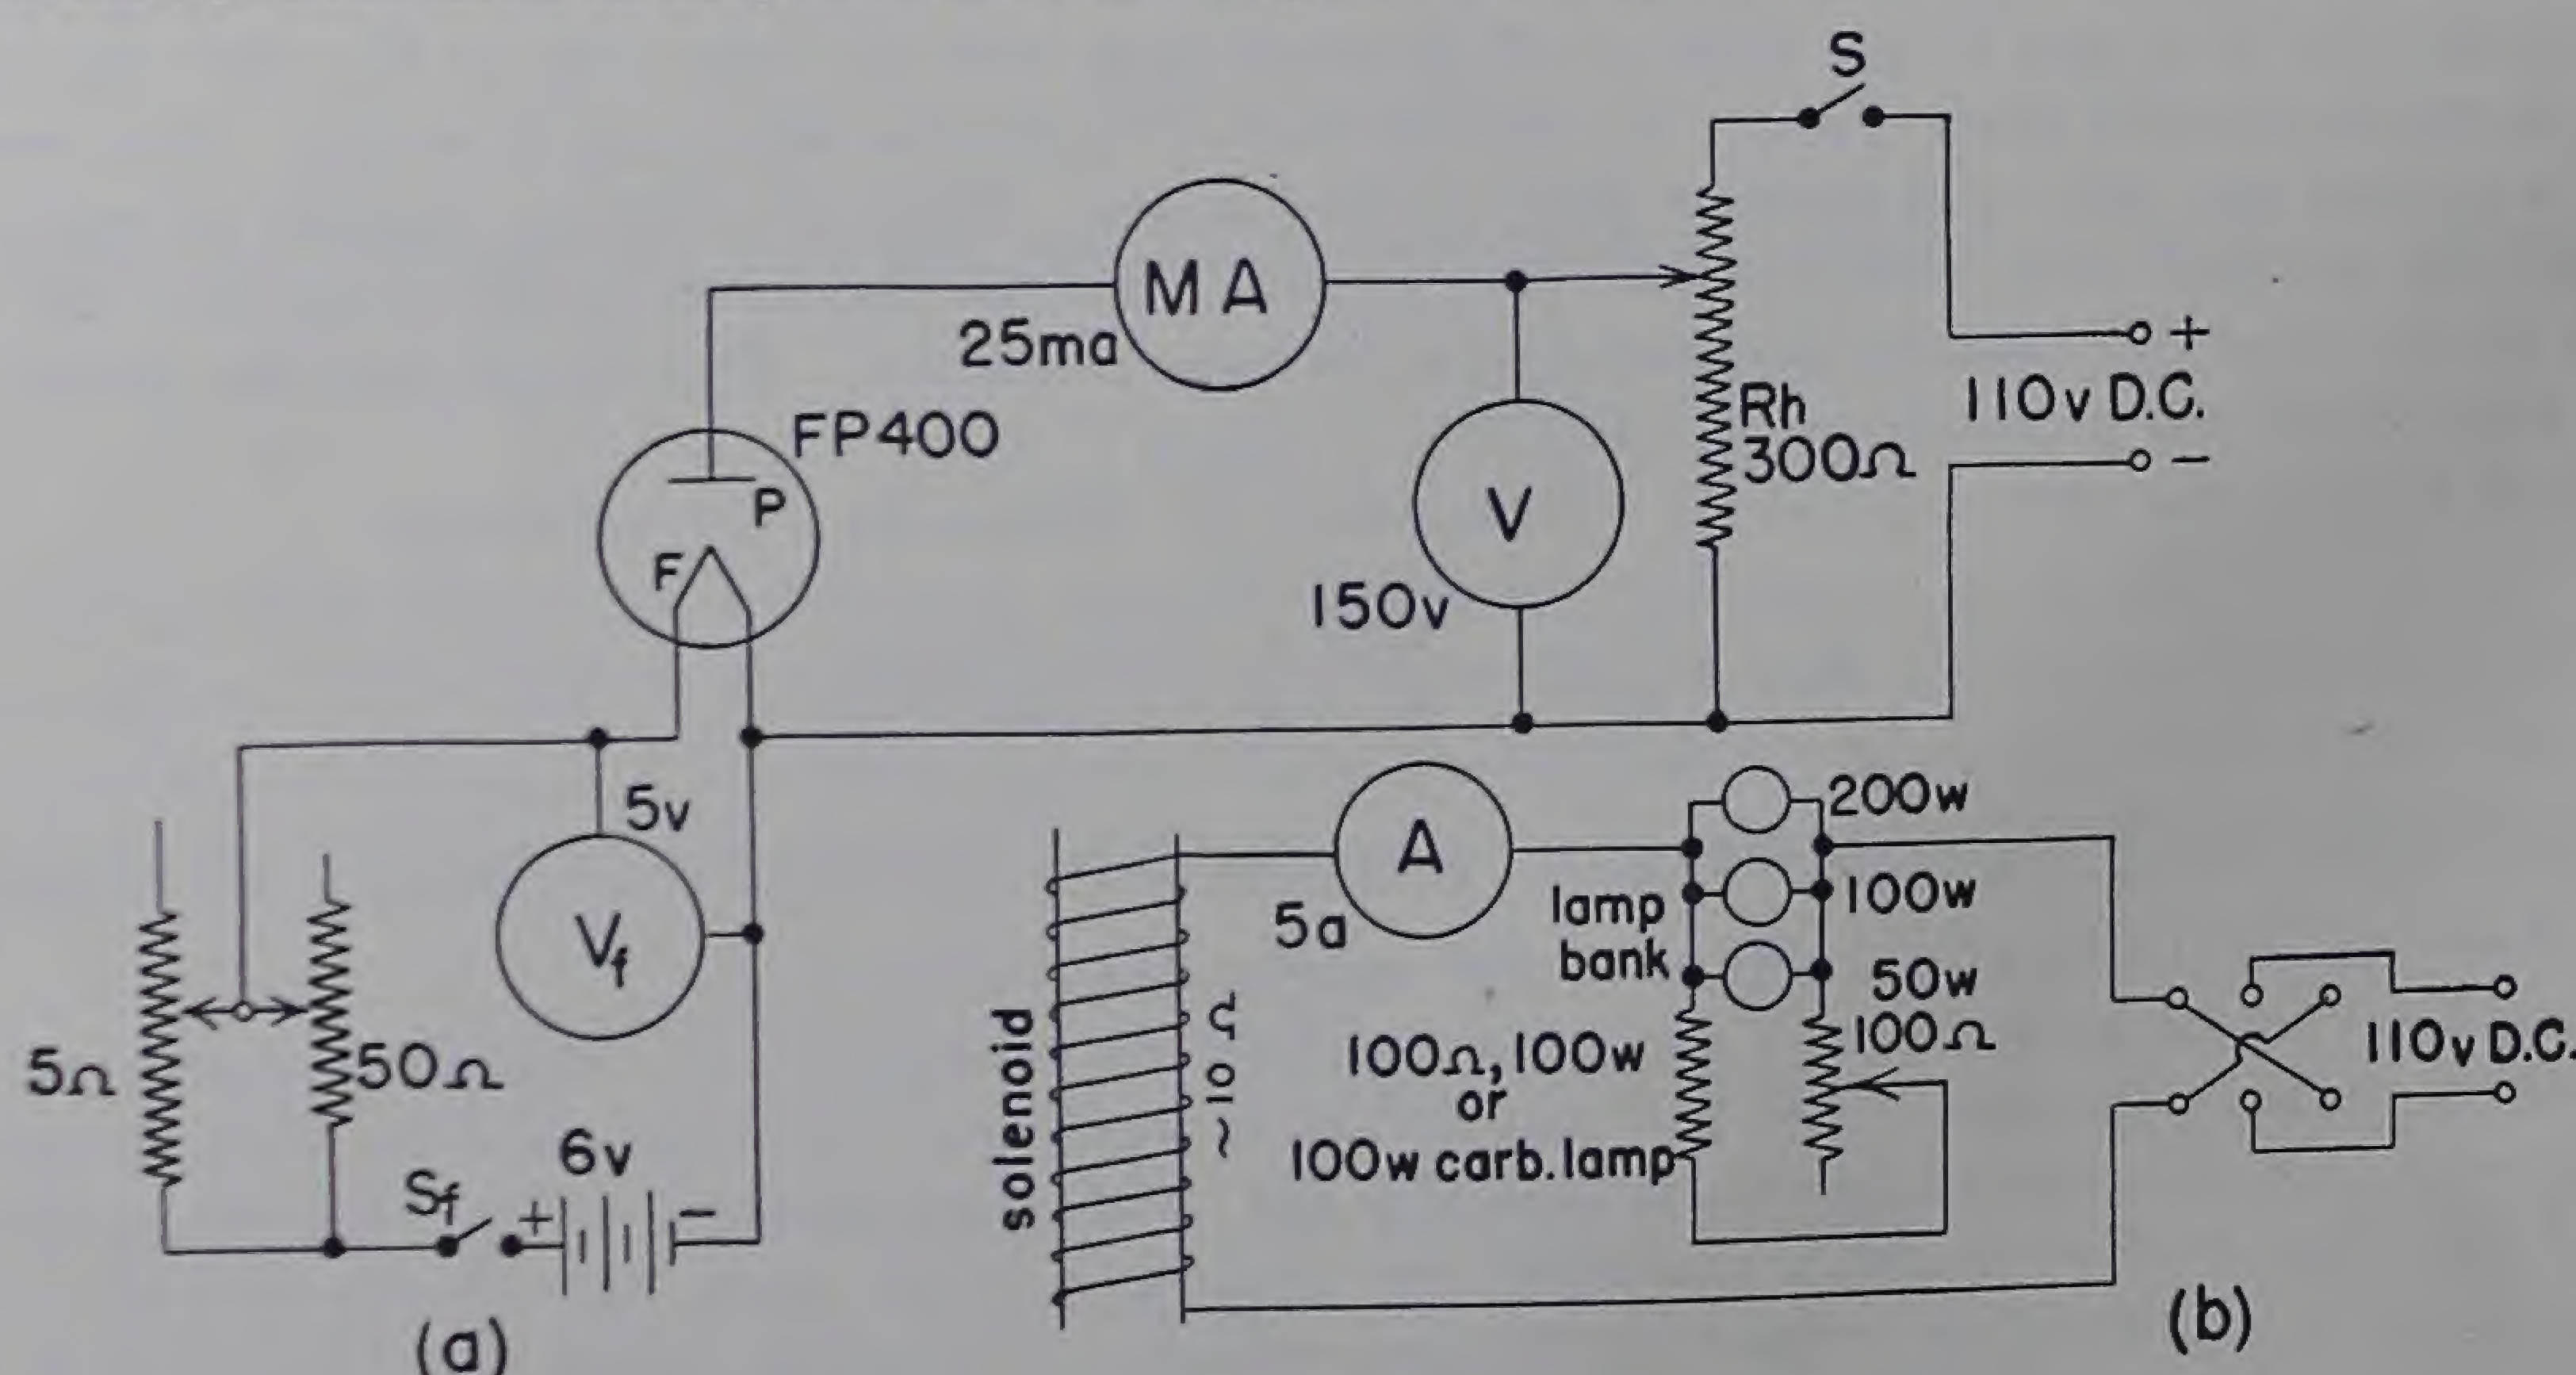 S
MA
25ma
FP400
P
F
Rh
300Ω
+
110v D.C.
−
V
150v
5v
Vf
5Ω
50Ω
Sf
+
6v
−
(a)
solenoid
~10 Ω
A
5a
lamp
bank
200w
100w
50w
100Ω
100Ω, 100w
or
100w carb. lamp
110v D.C.
(b)